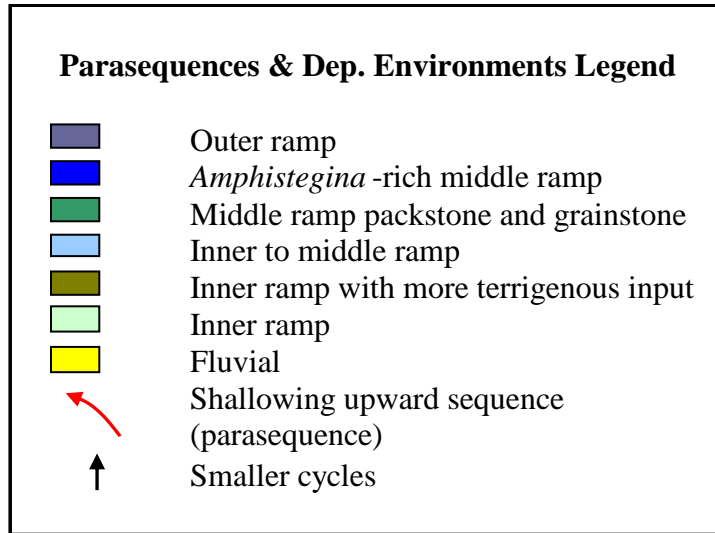 Parasequences & Dep. Environments Legend
Outer ramp
Amphistegina -rich middle ramp
Middle ramp packstone and grainstone
Inner to middle ramp
Inner ramp with more terrigenous input
Inner ramp
Fluvial
Shallowing upward sequence
(parasequence)
Smaller cycles